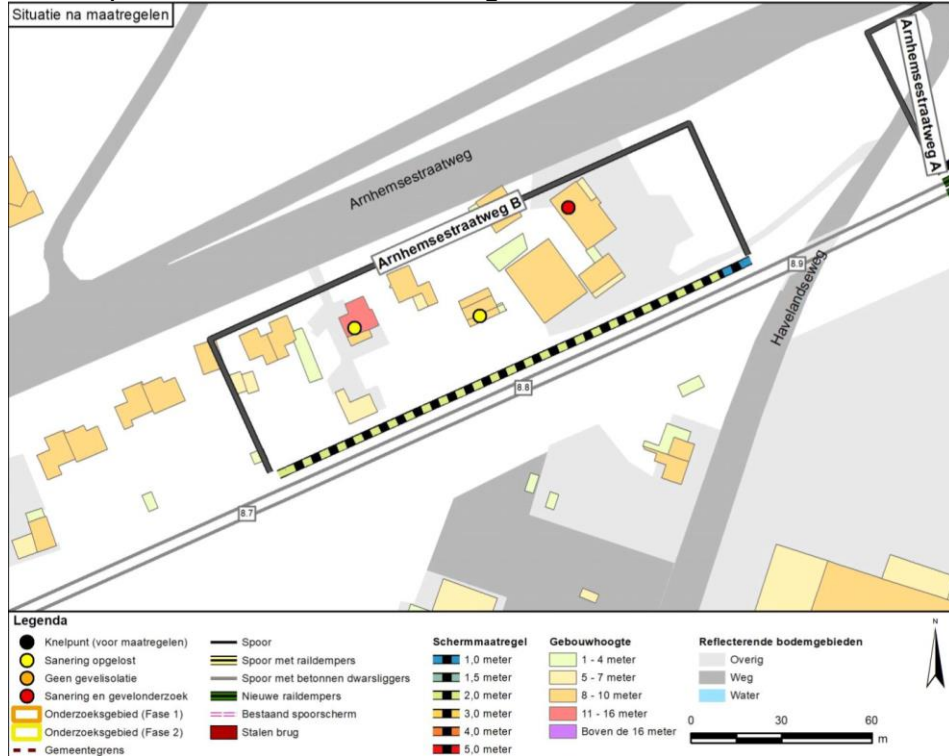 Situatie na maatregelen
Arnhemsestraatweg A
Arnhemsestraatweg
Arnhemsestraatweg B
Havelandseweg
8.9
8.8
8.7
Legenda
Knelpunt (voor maatregelen)
Sanering opgelost
Geen gevelisolatie
Sanering en gevelonderzoek
Onderzoeksgebied (Fase 1)
Onderzoeksgebied (Fase 2)
Gemeentegrens
Spoor
Spoor met raildempers
Spoor met betonnen dwarsliggers
Nieuwe raildempers
Bestaand spoorscherm
Stalen brug
Schermmaatregel
1,0 meter
1,5 meter
2,0 meter
3,0 meter
4,0 meter
5,0 meter
Gebouwhoogte
1 - 4 meter
5 - 7 meter
8 - 10 meter
11 - 16 meter
Boven de 16 meter
Reflecterende bodemgebieden
Overig
Weg
Water
N
0 30 60
m